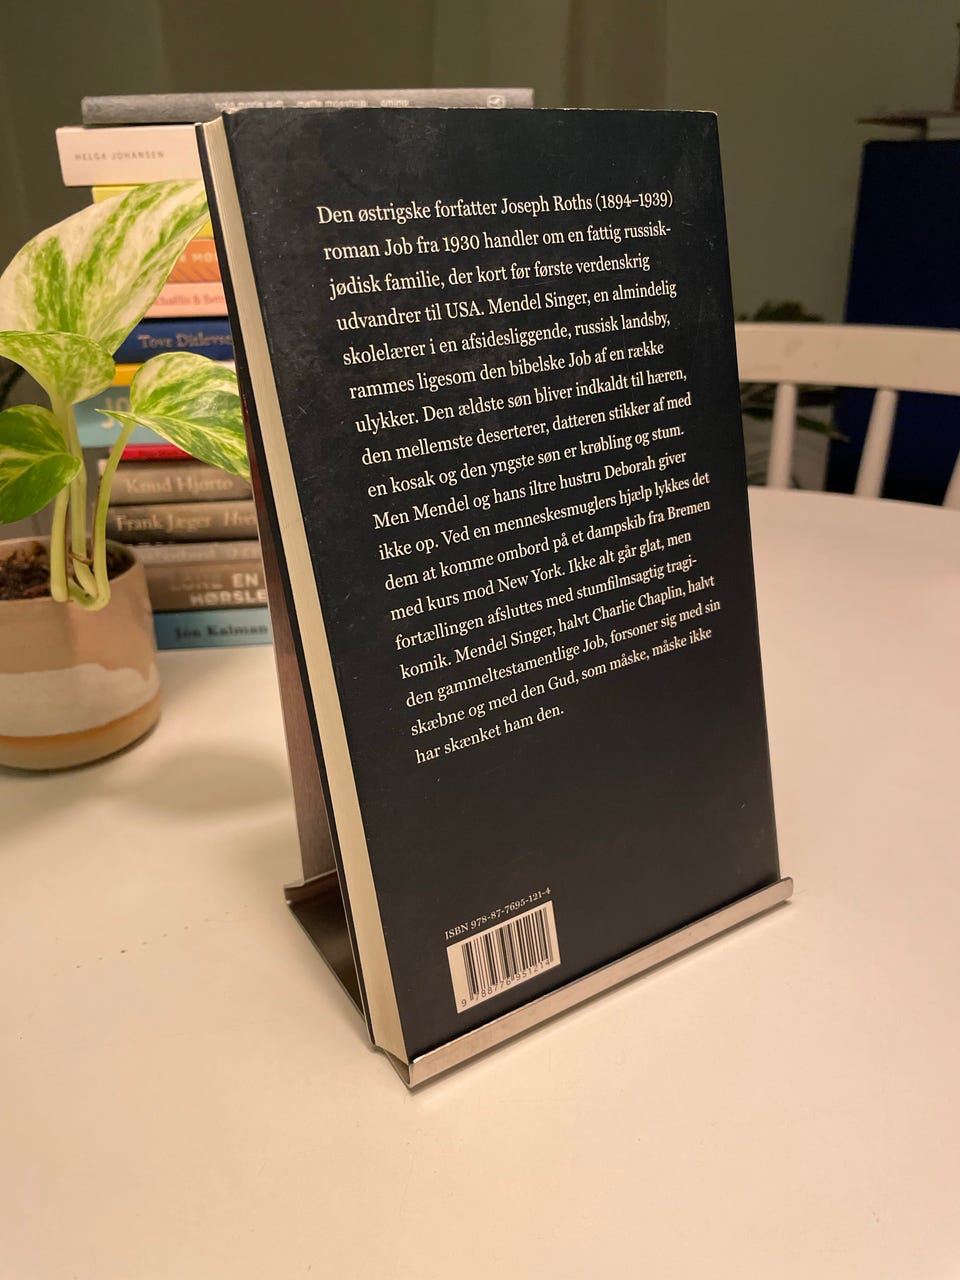 HELGA JOHANSEN
Tove Ditlevs
Knud Hjortø
Frank Jæger
HØRSLE
Jón Kalman
Den østrigske forfatter Joseph Roths (1894–1939)
roman Job fra 1930 handler om en fattig russisk-
jødisk familie, der kort før første verdenskrig
udvandrer til USA. Mendel Singer, en almindelig
skolelærer i en afsidesliggende, russisk landsby,
rammes ligesom den bibelske Job af en række
ulykker. Den ældste søn bliver indkaldt til hæren,
den mellemste deserterer, datteren stikker af med
en kosak og den yngste søn er krøbling og stum.
Men Mendel og hans iltre hustru Deborah giver
ikke op. Ved en menneskesmuglers hjælp lykkes det
dem at komme ombord på et dampskib fra Bremen
med kurs mod New York. Ikke alt går glat, men
fortællingen afsluttes med stumfilmsagtig tragi-
komik. Mendel Singer, halvt Charlie Chaplin, halvt
den gammeltestamentlige Job, forsoner sig med sin
skæbne og med den Gud, som måske, måske ikke
har skænket ham den.
ISBN 978-87-7695-121-4
9 788776 951214